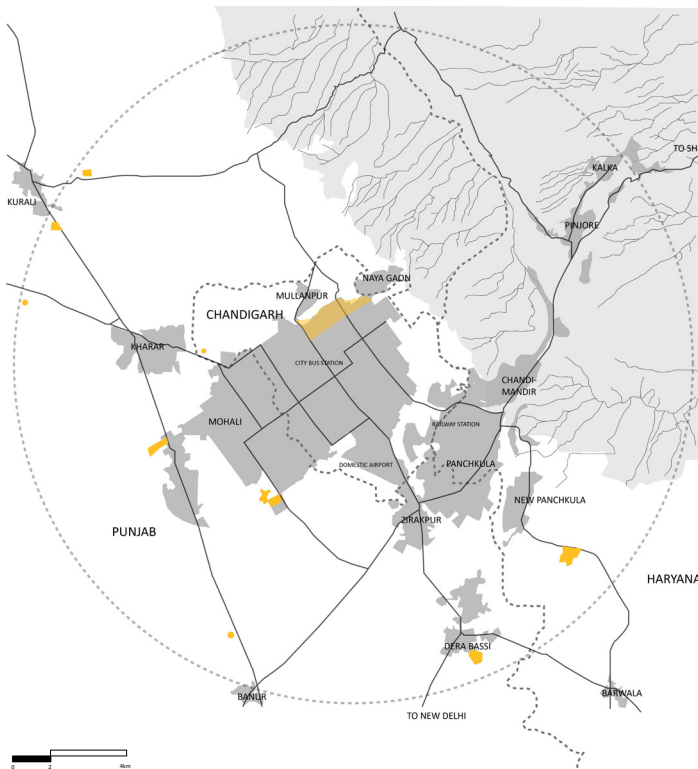 TO SH
KALKA
KURALI
PINJORE
NAYA GAON
MULLANPUR
CHANDIGARH
KHARAR
CITY BUS STATION
CHANDI-
MANDIR
MOHALI
RAILWAY STATION
DOMESTIC AIRPORT
PANCHKULA
NEW PANCHKULA
ZIRAKPUR
PUNJAB
HARYANA
DERA BASSI
BANUR
BARWALA
TO NEW DELHI
0 2 4km